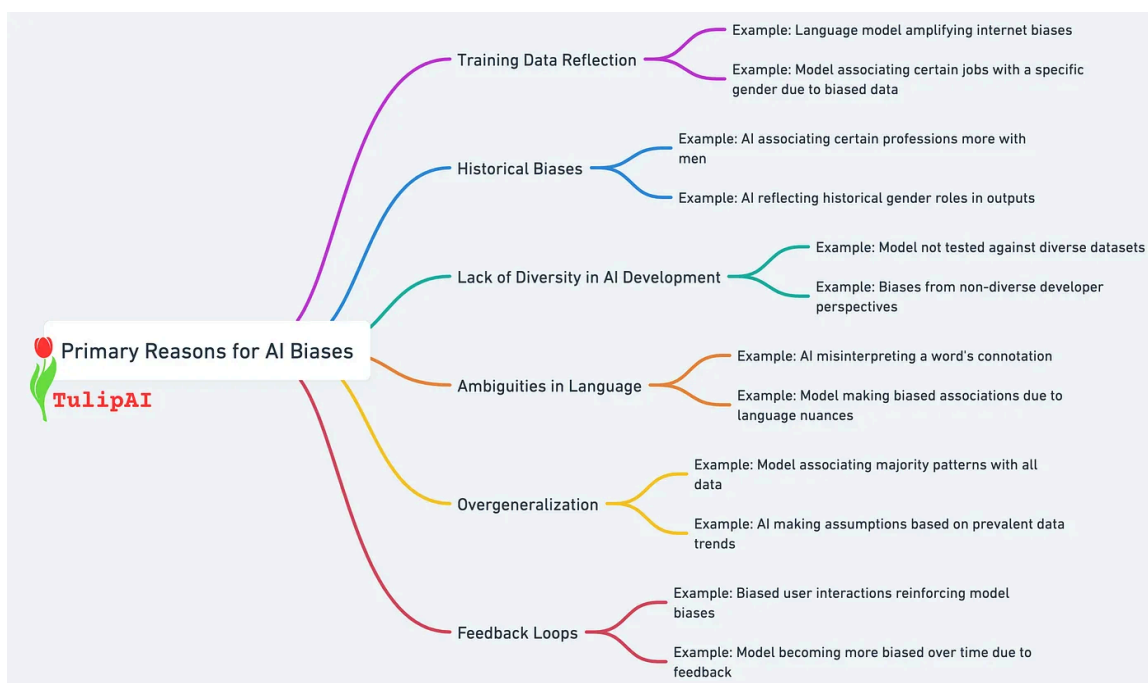 Training Data Reflection
Example: Language model amplifying internet biases
Example: Model associating certain jobs with a specific
gender due to biased data
Historical Biases
Example: AI associating certain professions more with
men
Example: AI reflecting historical gender roles in outputs
Lack of Diversity in AI Development
Example: Model not tested against diverse datasets
Example: Biases from non-diverse developer
perspectives
Primary Reasons for AI Biases
TulipAI
Ambiguities in Language
Example: AI misinterpreting a word's connotation
Example: Model making biased associations due to
language nuances
Overgeneralization
Example: Model associating majority patterns with all
data
Example: AI making assumptions based on prevalent data
trends
Feedback Loops
Example: Biased user interactions reinforcing model
biases
Example: Model becoming more biased over time due to
feedback